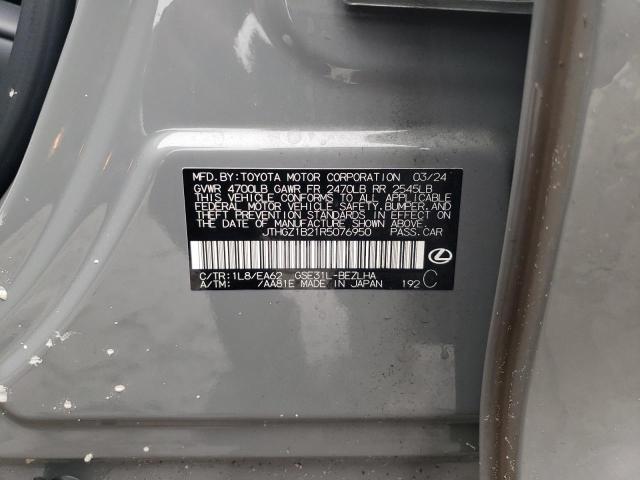 MFD. BY: TOYOTA MOTOR CORPORATION 03/24
GVWR 4700LB GAWR FR 2470LB RR 2545LB
THIS VEHICLE CONFORMS TO ALL APPLICABLE
FEDERAL MOTOR VEHICLE SAFETY, BUMPER, AND
THEFT PREVENTION STANDARDS IN EFFECT ON
THE DATE OF MANUFACTURE SHOWN ABOVE.
JTHGZ1B21R5076950 PASS. CAR
C/TR: 1L8/EA62 GSE31L-BEZLHA
A/TM: /AA81E MADE IN JAPAN 192 C